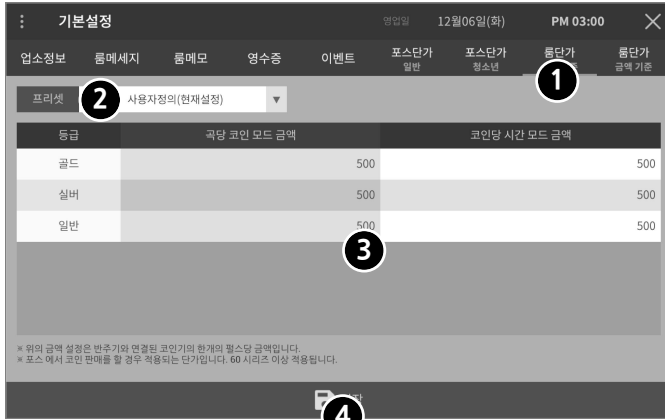 기본설정 영업일 12월06일(화) PM 03:00
업소정보 룸메세지 룸메모 영수증 이벤트 포스단가 일반 포스단가 청소년 룸단가 룸단가 금액 기준
1
프리셋 2 사용자정의(현재설정)
등급 곡당 코인 모드 금액 코인당 시간 모드 금액
골드 500 500
실버 500 500
일반 500 500
3
※ 위의 금액 설정은 반주기와 연결된 코인기의 한개의 펄스당 금액입니다.
※ 포스 에서 코인 판매를 할 경우 적용되는 단가입니다. 60 시리즈 이상 적용됩니다.
4